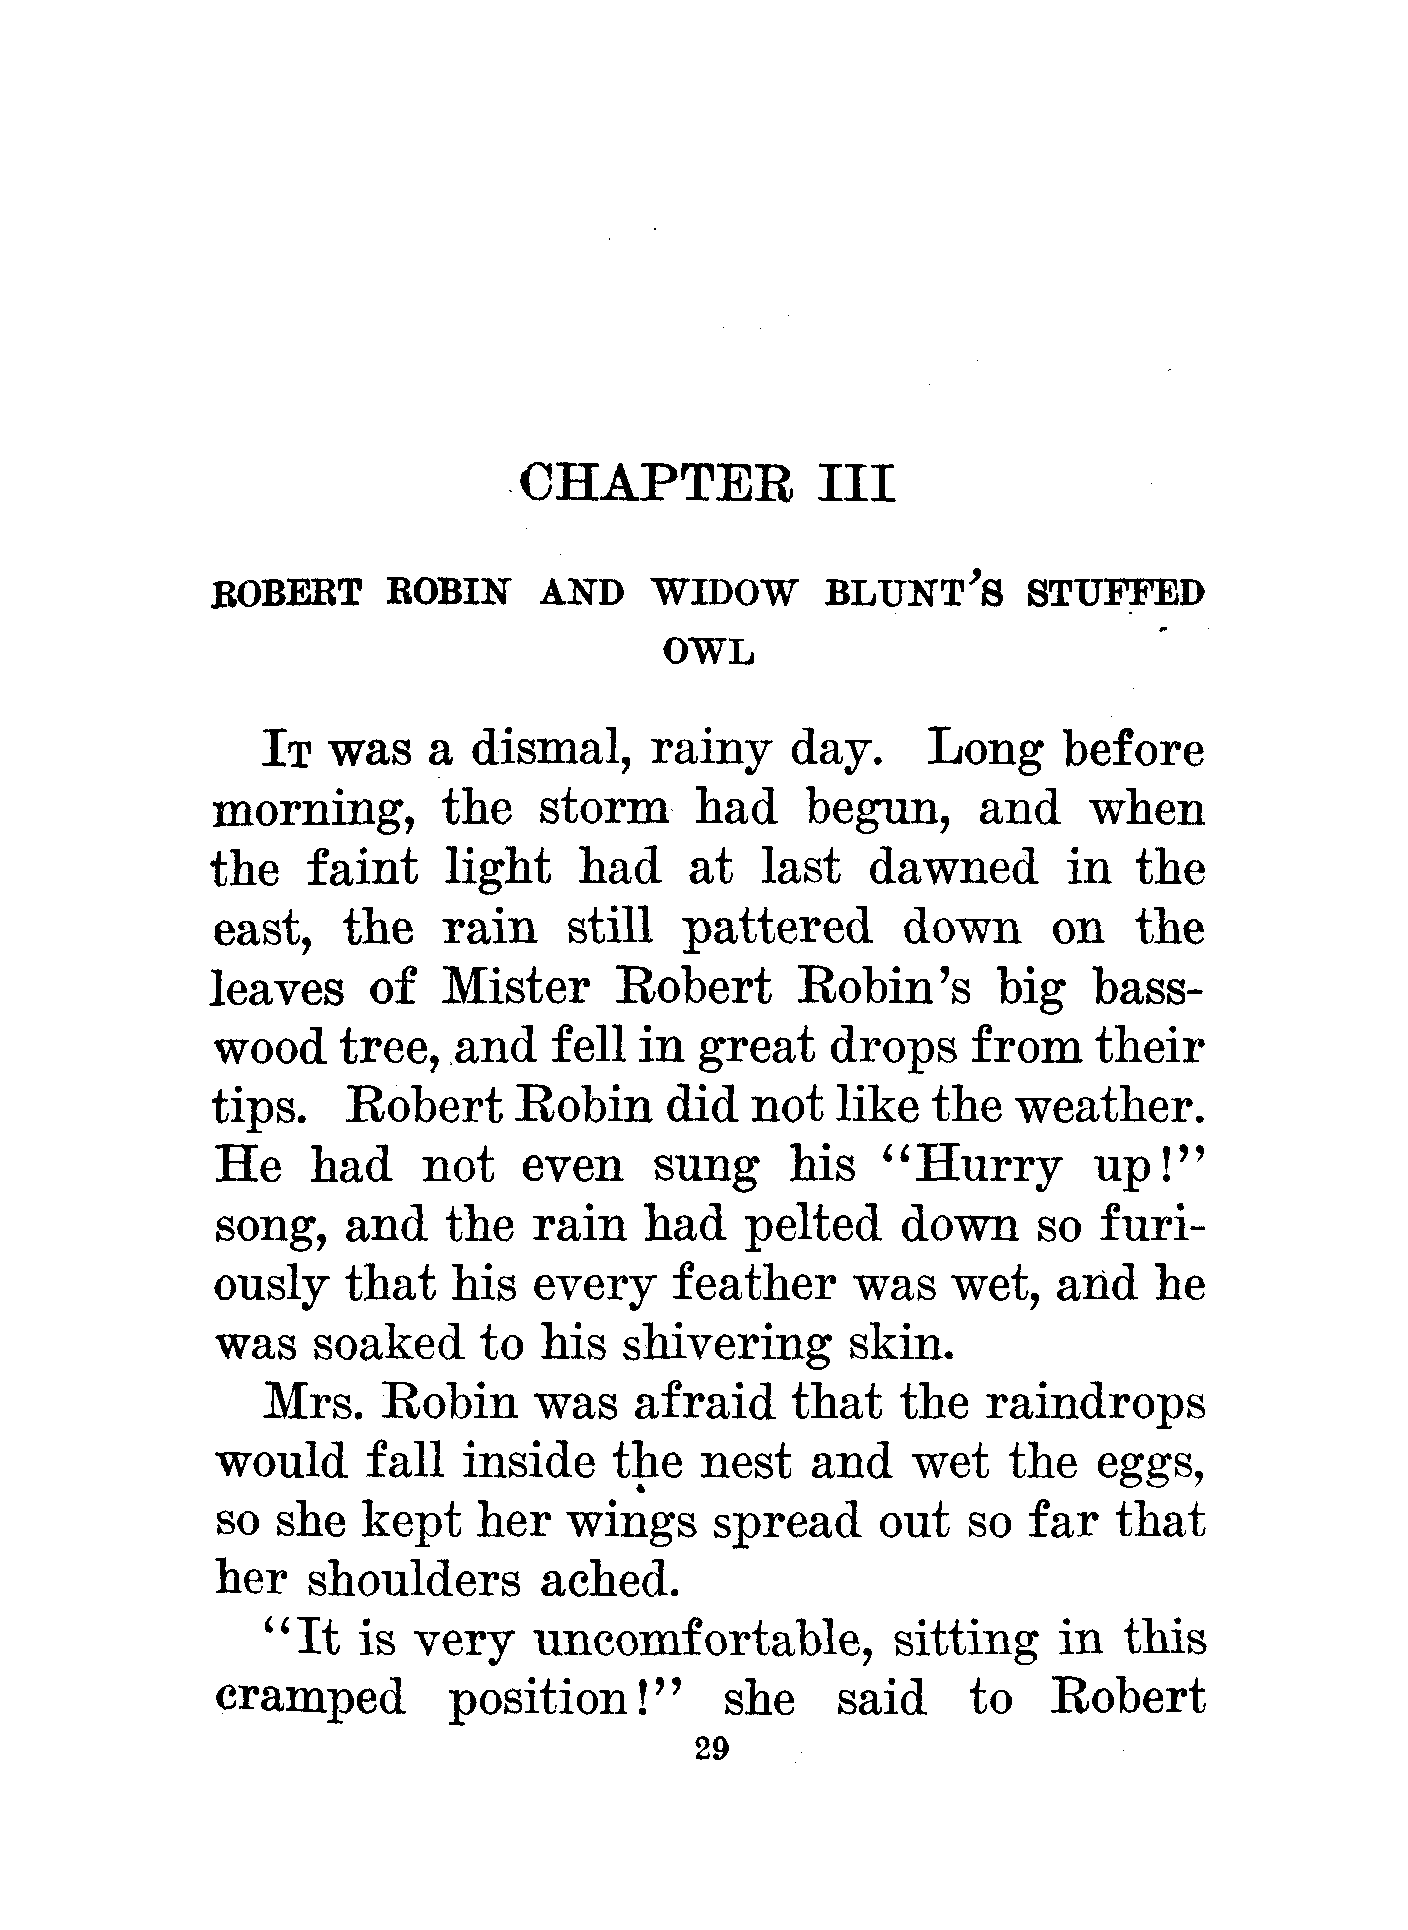 CHAPTER III
ROBERT ROBIN AND WIDOW BLUNT'S STUFFED
OWL
It was a dismal, rainy day. Long before
morning, the storm had begun, and when
the faint light had at last dawned in the
east, the rain still pattered down on the
leaves of Mister Robert Robin's big bass-
wood tree, and fell in great drops from their
tips. Robert Robin did not like the weather.
He had not even sung his "Hurry up!"
song, and the rain had pelted down so furi-
ously that his every feather was wet, and he
was soaked to his shivering skin.
Mrs. Robin was afraid that the raindrops
would fall inside the nest and wet the eggs,
so she kept her wings spread out so far that
her shoulders ached.
"It is very uncomfortable, sitting in this
cramped position!" she said to Robert
29